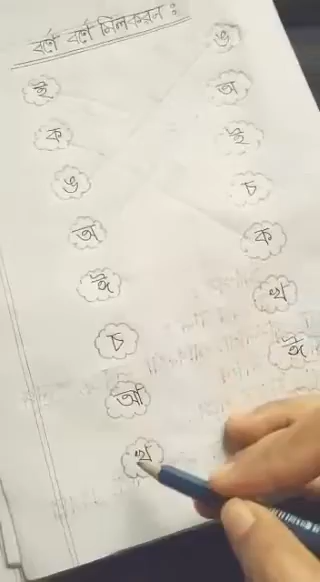 বর্ণে বর্ণে মিলকরন :
ই
ক
ঙ
অ
ঈ
চ
আ
খ
ঙ
অ
ই
চ
ক
খ
ঈ